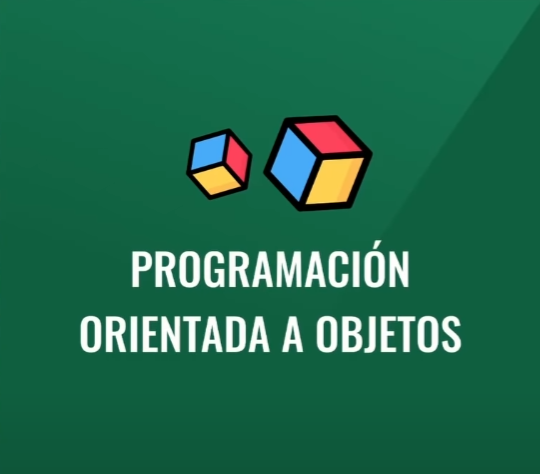 PROGRAMACIÓN
ORIENTADA A OBJETOS